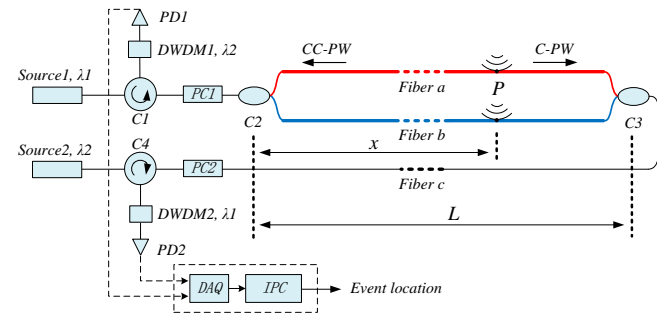 PD1
DWDM1, λ2
CC-PW
C-PW
Source1, λ1
PC1
Fiber a
P
C1
C2
C3
C4
Fiber b
x
Source2, λ2
PC2
Fiber c
DWDM2, λ1
L
PD2
DAQ
IPC
Event location